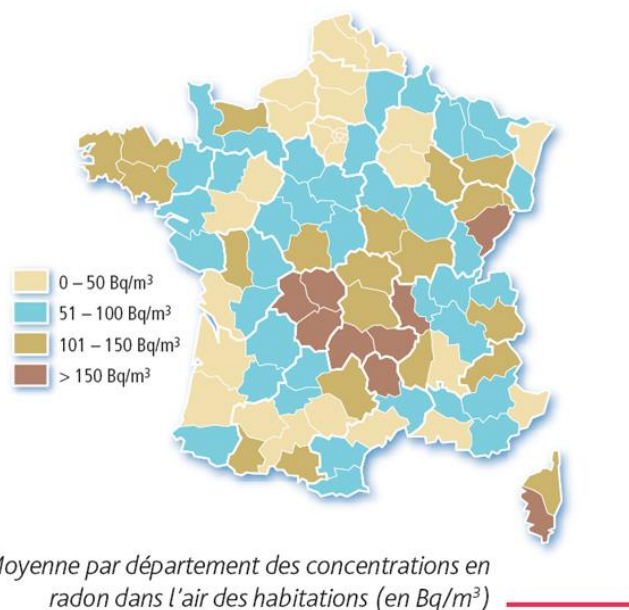 0 – 50 Bq/m³
51 – 100 Bq/m³
101 – 150 Bq/m³
> 150 Bq/m³
Moyenne par département des concentrations en
radon dans l'air des habitations (en Bq/m³)